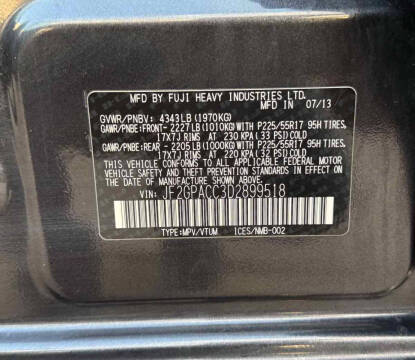 MFD. BY FUJI HEAVY INDUSTRIES LTD.
GVWR/PNBV: 4343LB (1970KG) 07/13
GAWR/PNBE: FRONT- 2227LB (1010KG) WITH P225/55R17 95H TIRES,
17X7J RIMS AT 230 KPA (33 PSI) COLD
GAWR/PNBE: REAR - 2205LB (1000KG) WITH P225/55R17 95H TIRES,
17X7J RIMS AT 220 KPA (32 PSI) COLD
THIS VEHICLE CONFORMS TO ALL APPLICABLE FEDERAL MOTOR
VEHICLE SAFETY AND THEFT PREVENTION STANDARDS IN
EFFECT ON THE DATE OF MANUFACTURE SHOWN ABOVE.
VIN: JF2GPACC3D2899518
TYPE:MPV/VTUM ICES/NMB-002